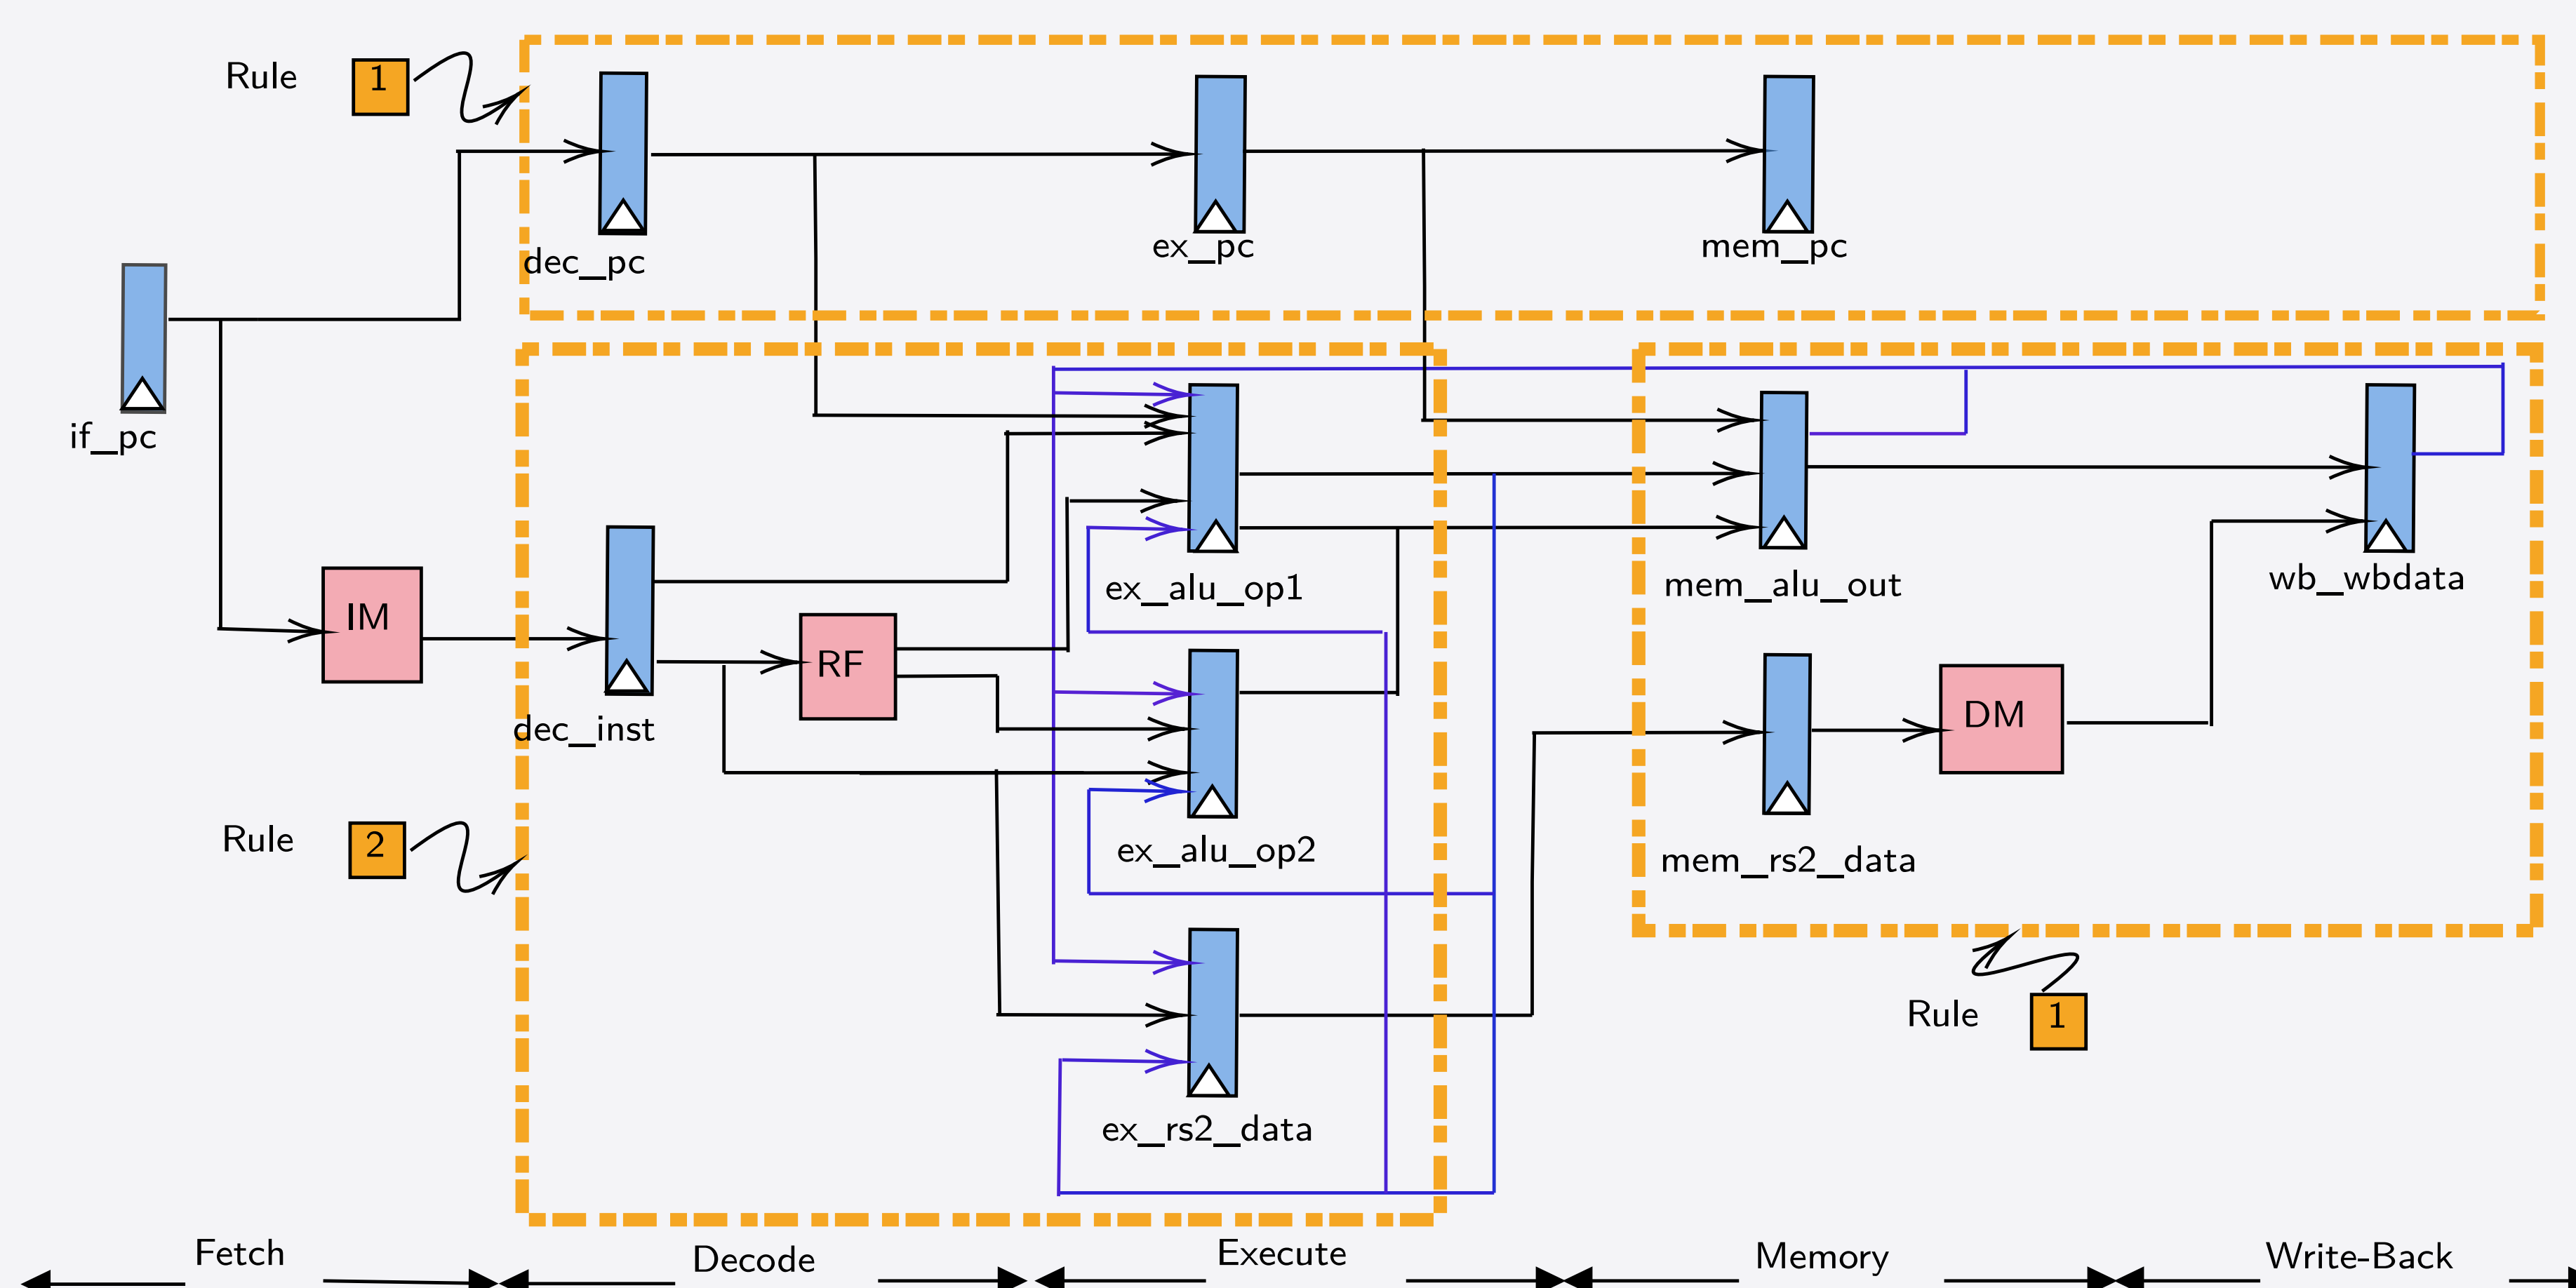 Rule 1
dec_pc
ex_pc
mem_pc
if_pc
IM
dec_inst
RF
ex_alu_op1
mem_alu_out
wb_wbdata
DM
ex_alu_op2
mem_rs2_data
Rule 2
ex_rs2_data
Rule 1
Fetch
Decode
Execute
Memory
Write-Back